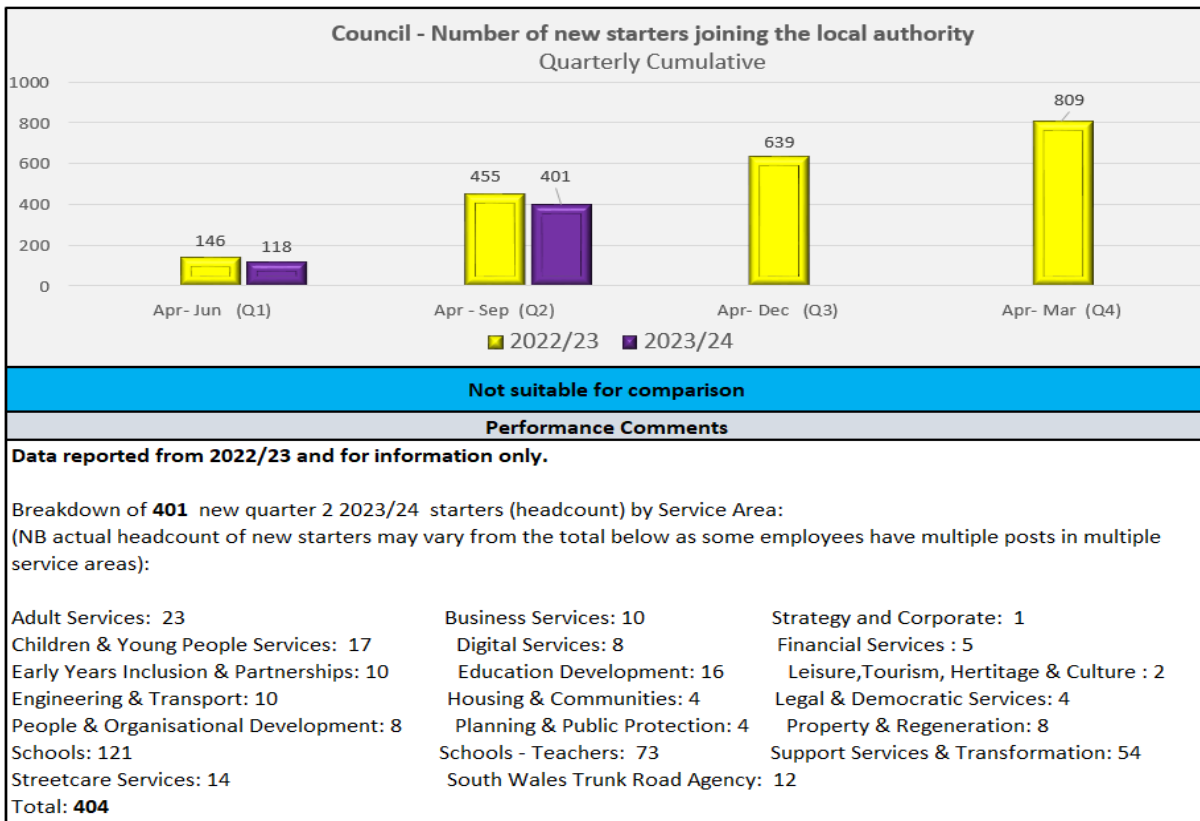 Council - Number of new starters joining the local authority
Quarterly Cumulative
1000
800
600
400
200
0
146
118
455
401
639
809
Apr- Jun (Q1)
Apr - Sep (Q2)
Apr- Dec (Q3)
Apr- Mar (Q4)
2022/23 2023/24
Not suitable for comparison
Performance Comments
Data reported from 2022/23 and for information only.
Breakdown of 401 new quarter 2 2023/24 starters (headcount) by Service Area:
(NB actual headcount of new starters may vary from the total below as some employees have multiple posts in multiple
service areas):
Adult Services: 23 Business Services: 10 Strategy and Corporate: 1
Children & Young People Services: 17 Digital Services: 8 Financial Services : 5
Early Years Inclusion & Partnerships: 10 Education Development: 16 Leisure,Tourism, Hertitage & Culture : 2
Engineering & Transport: 10 Housing & Communities: 4 Legal & Democratic Services: 4
People & Organisational Development: 8 Planning & Public Protection: 4 Property & Regeneration: 8
Schools: 121 Schools - Teachers: 73 Support Services & Transformation: 54
Streetcare Services: 14 South Wales Trunk Road Agency: 12
Total: 404